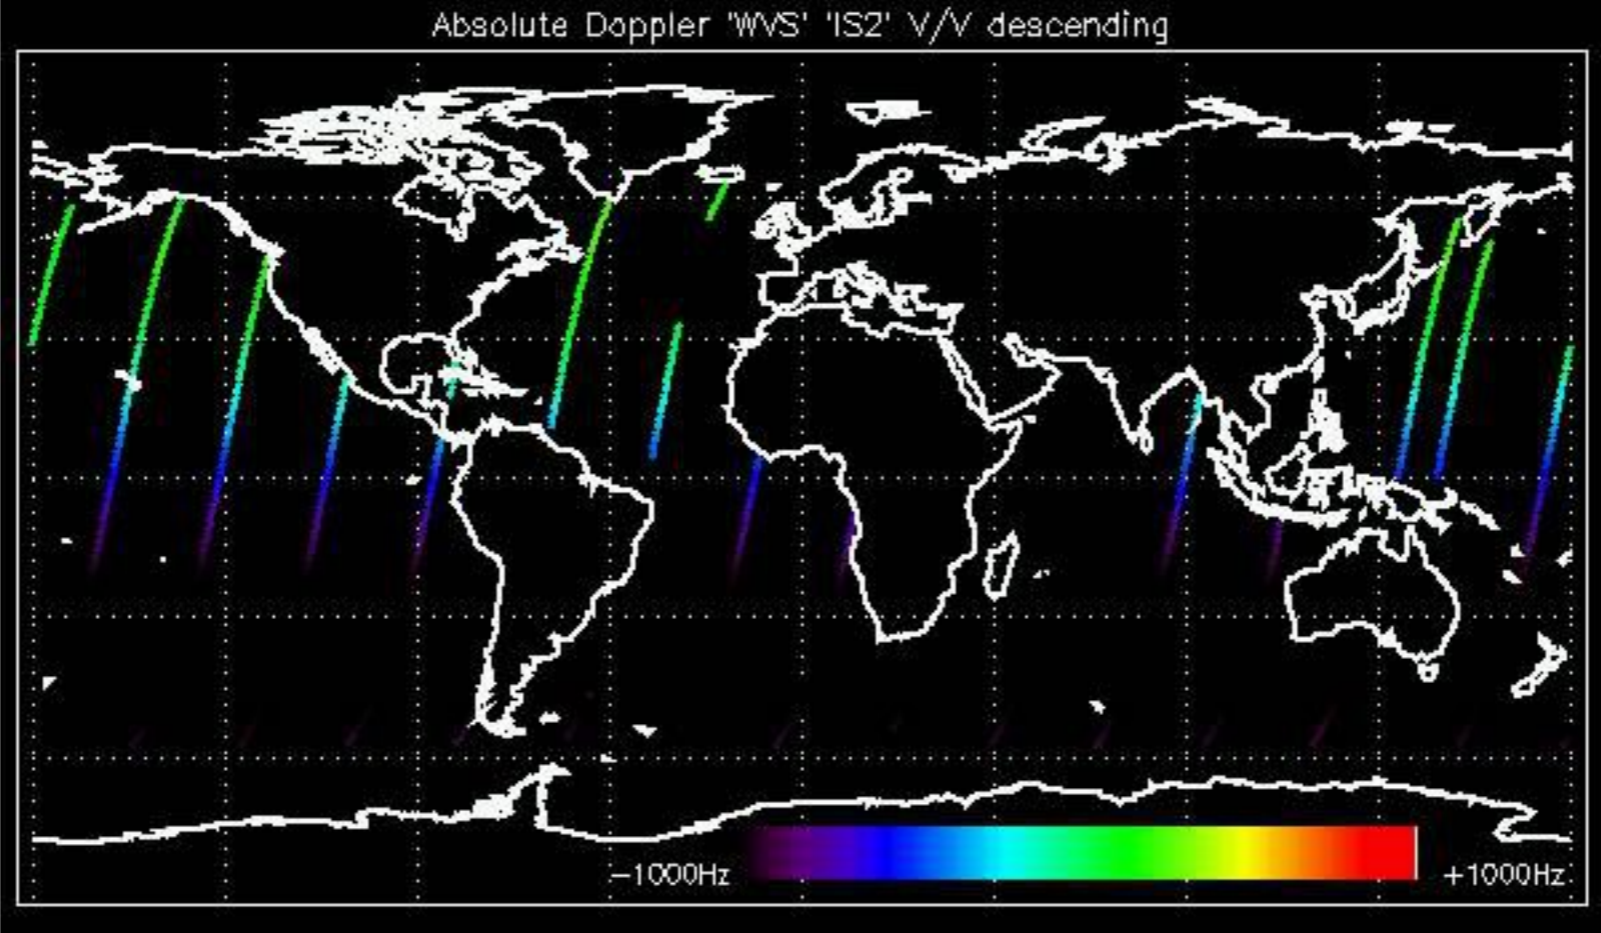 Absolute Doppler 'WVS' 'IS2' V/V descending
−1000Hz
+1000Hz